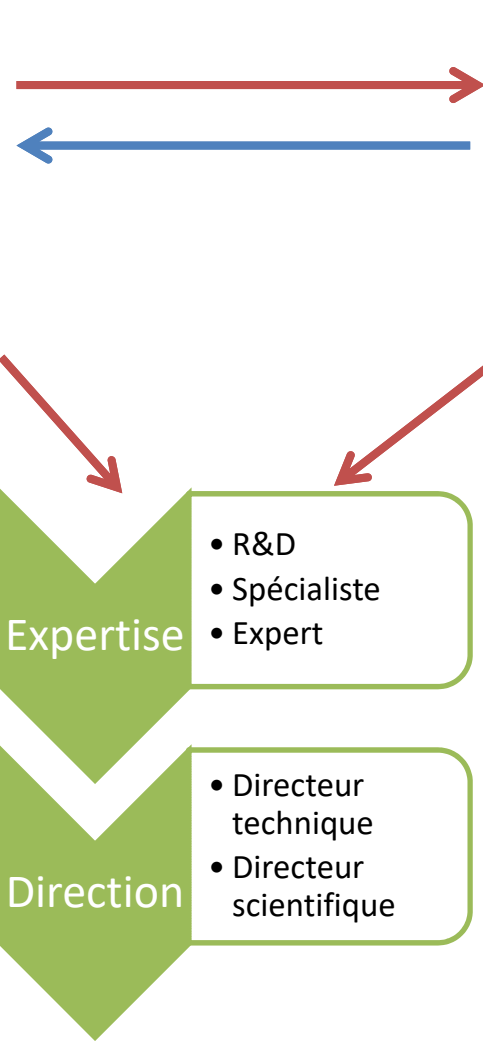 Expertise
• R&D
• Spécialiste
• Expert
Direction
• Directeur
technique
• Directeur
scientifique